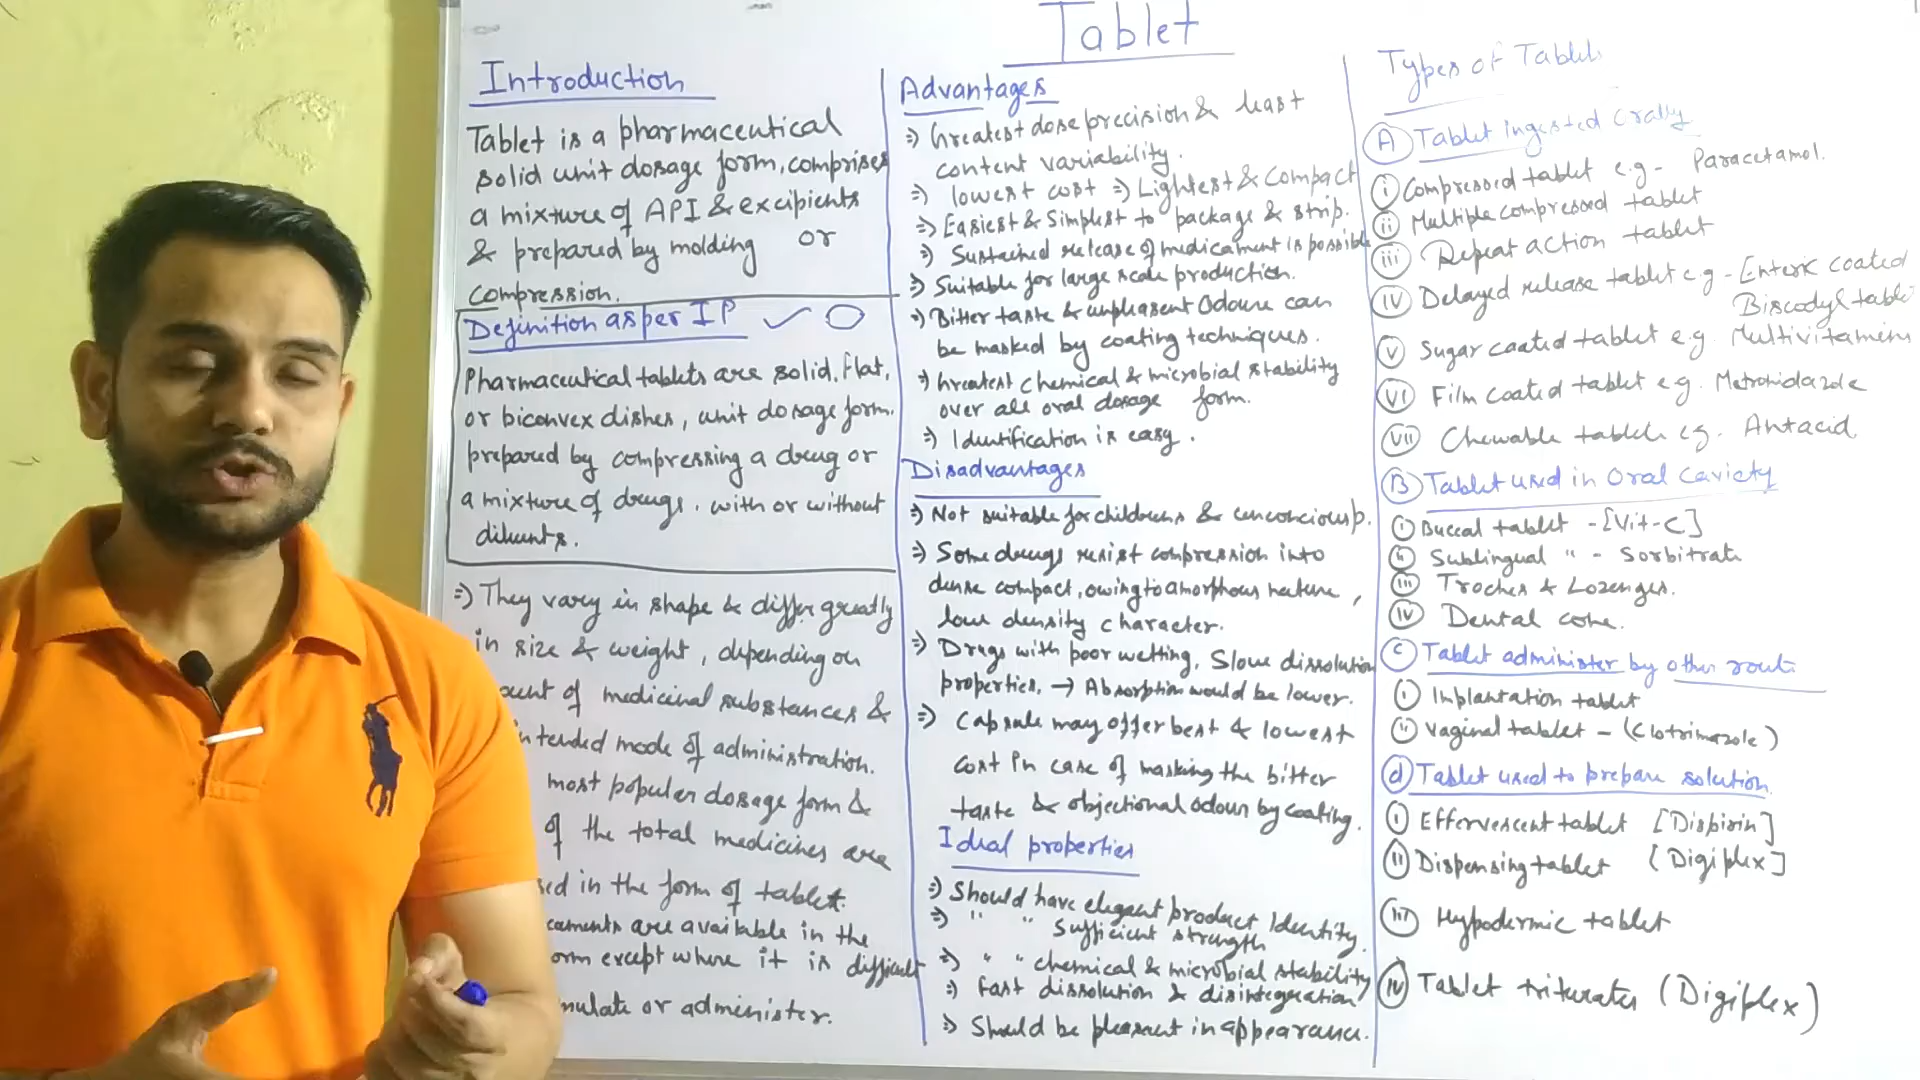 Tablet
Introduction
Tablet is a pharmaceutical
solid unit dosage form, comprises
a mixture of API & excipients
& prepared by molding or
compression.
Definition as per IP
Pharmaceutical tablets are solid, flat,
or biconvex dishes, unit dosage form.
prepared by compressing a drug or
a mixture of drugs. with or without
diluents.
⇒ They vary in shape & differ greatly
in size & weight, depending on
of medicinal substances &
intended mode of administration.
most popular dosage form &
of the total medicines are
in the form of tablet.
are available in the
except where it is difficult
or administer.
Advantages
⇒ Greatest dose precision & least
content variability.
⇒ lowest cost ⇒ Lightest & Compact
⇒ Easiest & Simplest to package & strip.
⇒ Sustained release of medicament is possible
⇒ Suitable for large scale production.
⇒ Bitter taste & unpleasent Odour can
be masked by coating techniques.
⇒ Greatest chemical & microbial stability
over all oral dosage form.
⇒ Identification is easy.
Disadvantages
⇒ Not suitable for childrens & unconcious p.
⇒ Some drugs resist compression into
dense compact, owing to amorphous nature,
low density character.
⇒ Drugs with poor wetting, Slow dissolution
properties, → Absorption would be lower.
⇒ Capsule may offer best & lowest
cost in case of masking the bitter
taste & objectional odour by coating.
Ideal properties
⇒ Should have elegant product Identity.
⇒ " " Sufficient strength
⇒ " " chemical & microbial stability
⇒ fast dissolution & disintegration
⇒ Should be pleasent in appearance.
Types of Tablets
(A) Tablet ingested Orally
(i) Compressed tablet e.g - Paracetamol.
(ii) Multiple compressed tablet
(iii) Repeat action tablet
(IV) Delayed release tablet e g - Enteric coated
Biscodyl tablet
(V) Sugar coated tablet e.g. Multivitamins
(VI) Film coated tablet e g. Metronidazole
(VII) Chewable tablets eg. Antacid
(B) Tablet used in Oral Caviety
(i) Buccal tablet - [Vit-C]
(ii) Sublingual " - Sorbitrate
(III) Troches & Lozenges.
(IV) Dental cone.
(C) Tablet administer by other route
(I) Implantation tablet
(II) Vaginal tablet - (Clotrimazole)
(d) Tablet used to prepare solution
(I) Effervescent tablet [Dispirin]
(II) Dispensing tablet [Digiplex]
(III) Hypodermic tablet
(IV) Tablet triturates (Digiplex)